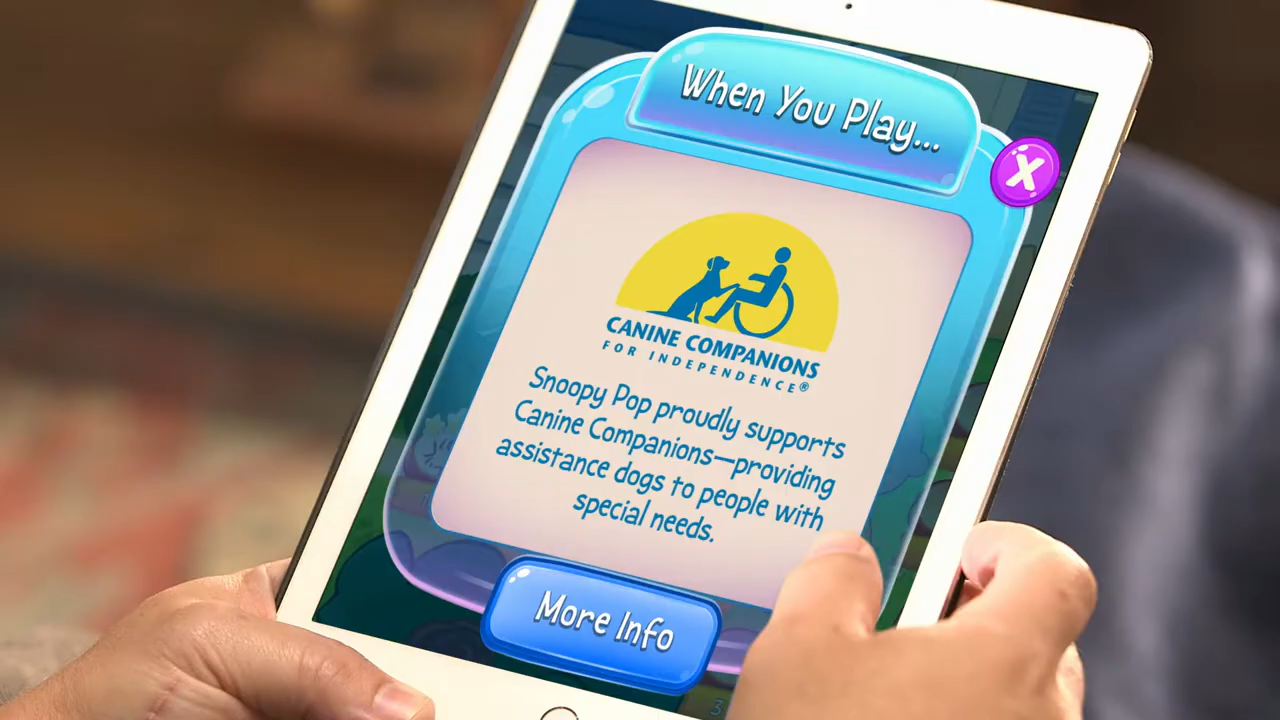 When You Play...
X
CANINE COMPANIONS
FOR INDEPENDENCE®
Snoopy Pop proudly supports
Canine Companions—providing
assistance dogs to people with
special needs.
More Info
3